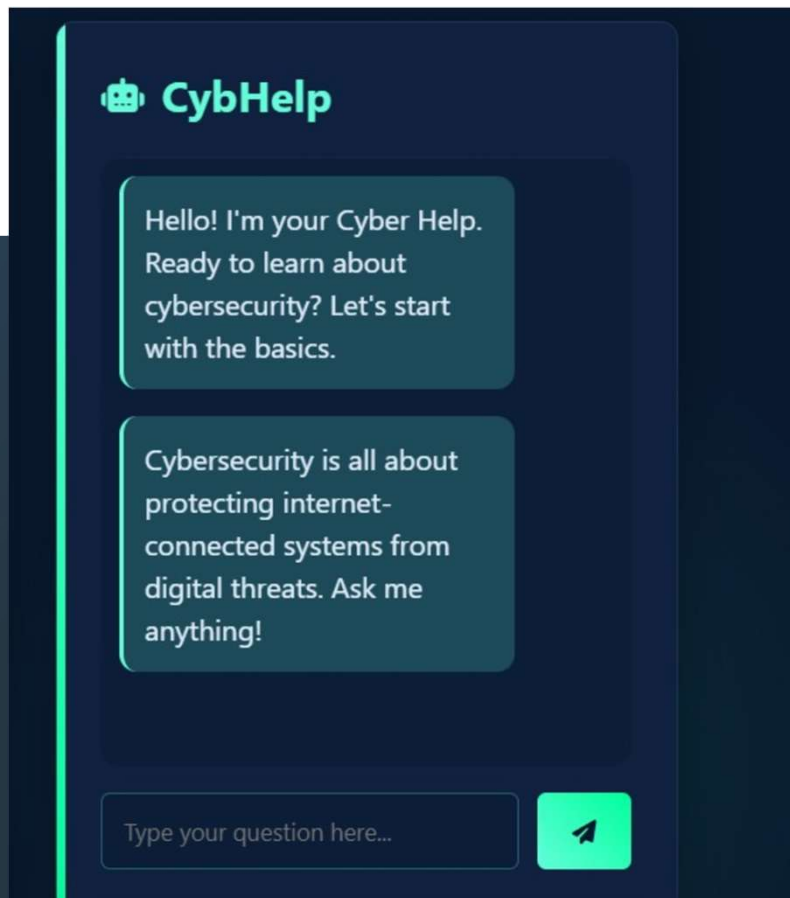 CybHelp
Hello! I'm your Cyber Help.
Ready to learn about
cybersecurity? Let's start
with the basics.
Cybersecurity is all about
protecting internet-
connected systems from
digital threats. Ask me
anything!
Type your question here...